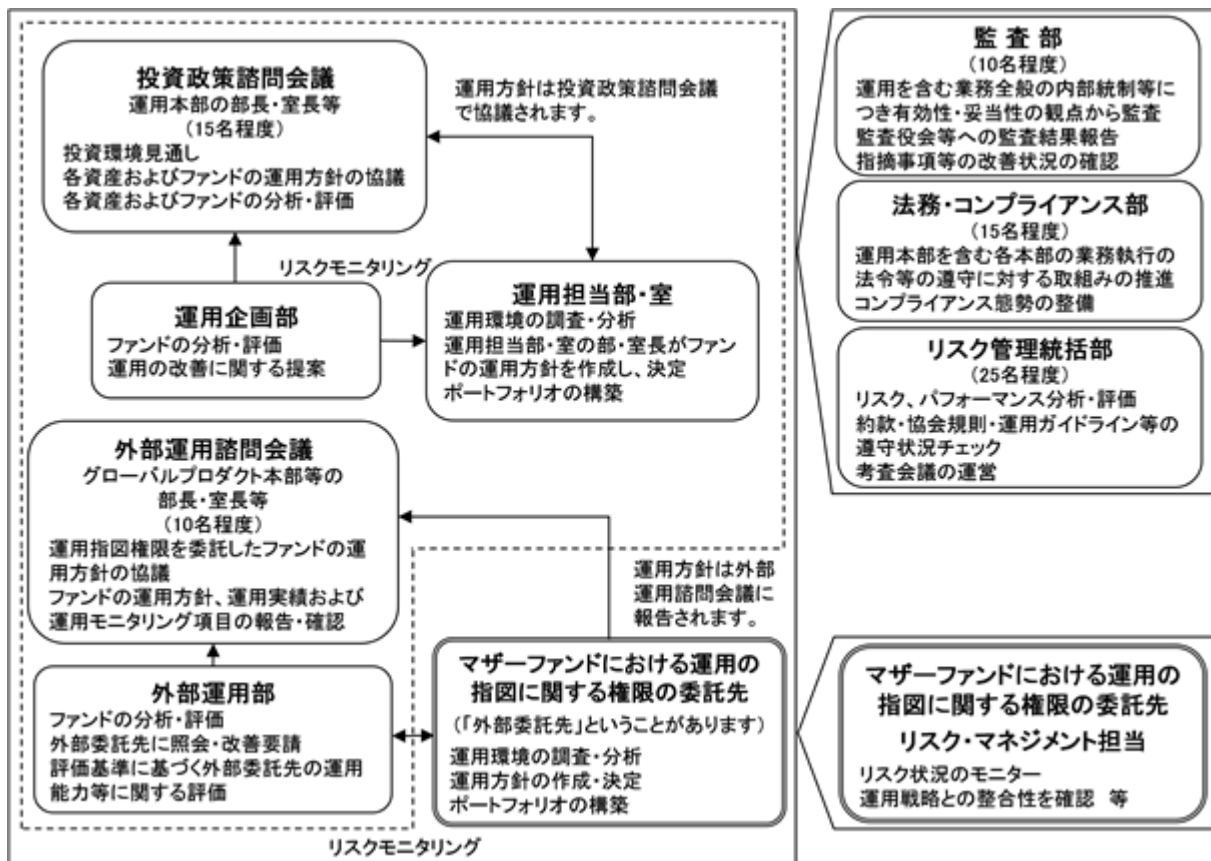 投資政策諮問会議
運用本部の部長・室長等
(15名程度)
投資環境見通し
各資産およびファンドの運用方針の協議
各資産およびファンドの分析・評価
運用方針は投資政策諮問会議
で協議されます。
リスクモニタリング
運用企画部
ファンドの分析・評価
運用の改善に関する提案
運用担当部・室
運用環境の調査・分析
運用担当部・室の部・室長がファン
ドの運用方針を作成し、決定
ポートフォリオの構築
外部運用諮問会議
グローバルプロダクト本部等の
部長・室長等
(10名程度)
運用指図権限を委託したファンドの運
用方針の協議
ファンドの運用方針、運用実績および
運用モニタリング項目の報告・確認
運用方針は外部
運用諮問会議に
報告されます。
外部運用部
ファンドの分析・評価
外部委託先に照会・改善要請
評価基準に基づく外部委託先の運用
能力等に関する評価
マザーファンドにおける運用の
指図に関する権限の委託先
(「外部委託先」ということがあります)
運用環境の調査・分析
運用方針の作成・決定
ポートフォリオの構築
リスクモニタリング
監 査 部
(10名程度)
運用を含む業務全般の内部統制等に
つき有効性・妥当性の観点から監査
監査役会等への監査結果報告
指摘事項等の改善状況の確認
法務・コンプライアンス部
(15名程度)
運用本部を含む各本部の業務執行の
法令等の遵守に対する取組みの推進
コンプライアンス態勢の整備
リスク管理統括部
(25名程度)
リスク、パフォーマンス分析・評価
約款・協会規則・運用ガイドライン等の
遵守状況チェック
考査会議の運営
マザーファンドにおける運用の
指図に関する権限の委託先
リスク・マネジメント担当
リスク状況のモニター
運用戦略との整合性を確認 等